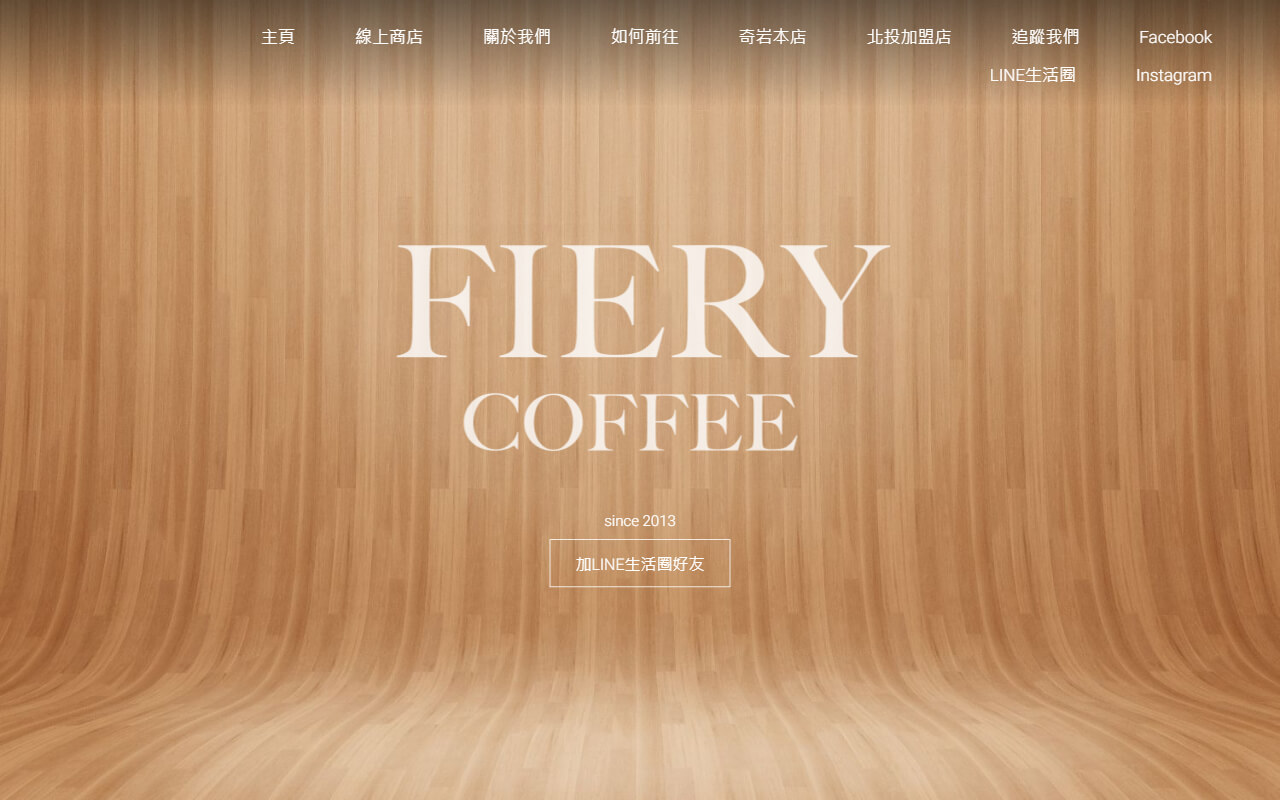 主頁 線上商店 關於我們 如何前往 奇岩本店 北投加盟店 追蹤我們 Facebook
LINE生活圈 Instagram
FIERY
COFFEE
since 2013
加LINE生活圈好友